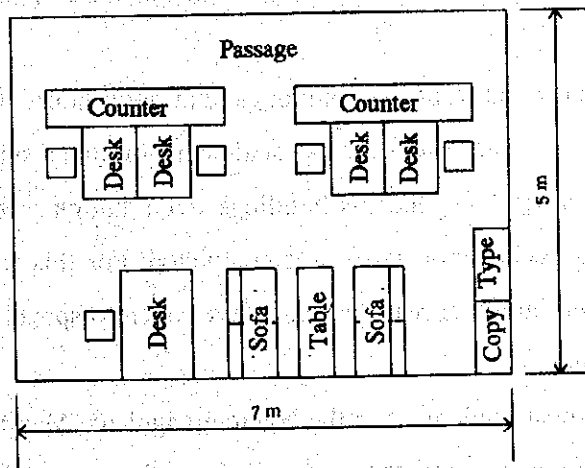 Passage
Counter
Counter
Desk
Desk
Desk
Desk
5 m
Desk
Sofa
Table
Sofa
Type
Copy
7 m